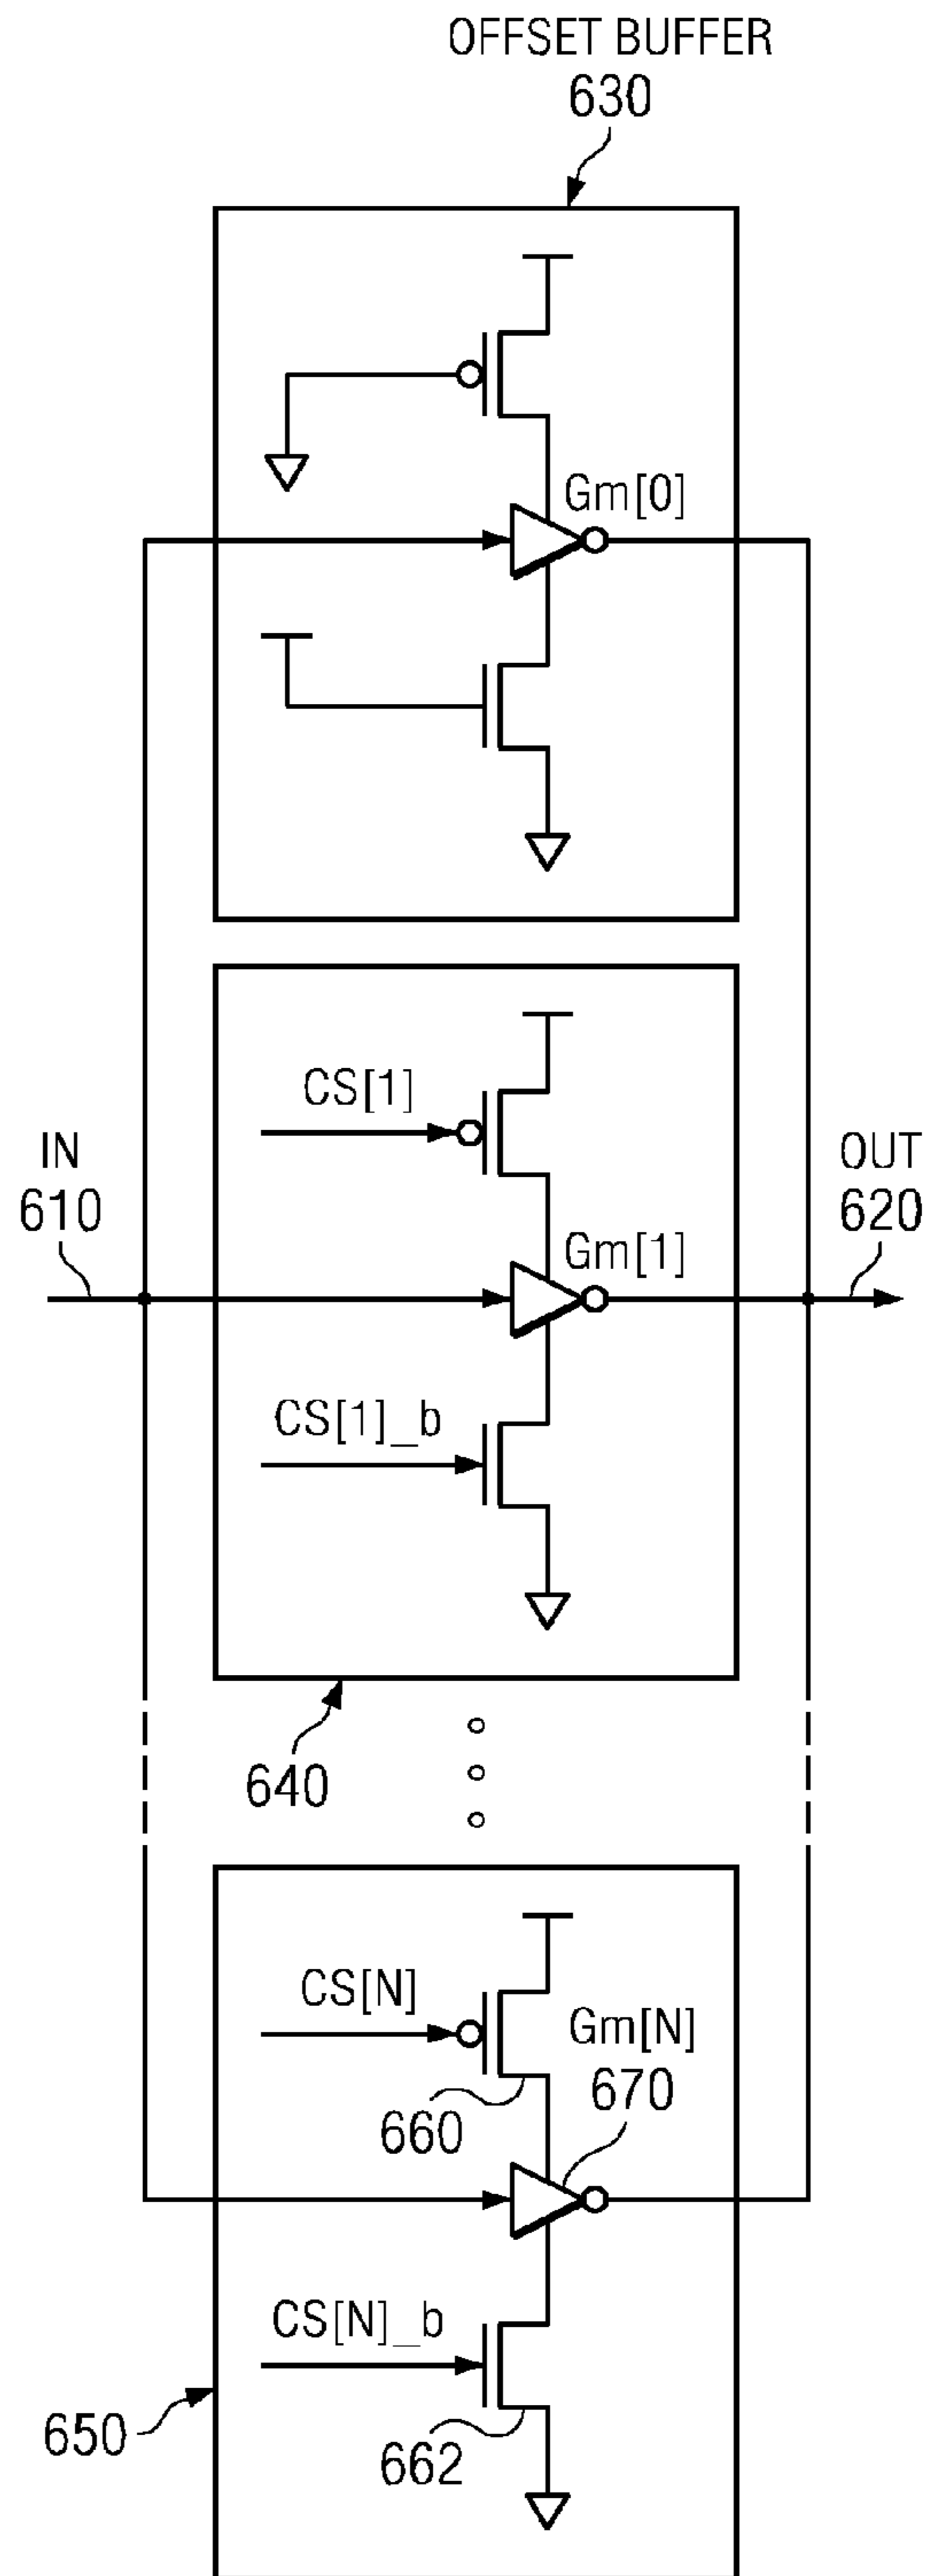 OFFSET BUFFER
630
Gm[0]
CS[1]
IN
610
OUT
620
Gm[1]
CS[1]_b
640
CS[N]
Gm[N]
670
660
CS[N]_b
650
662